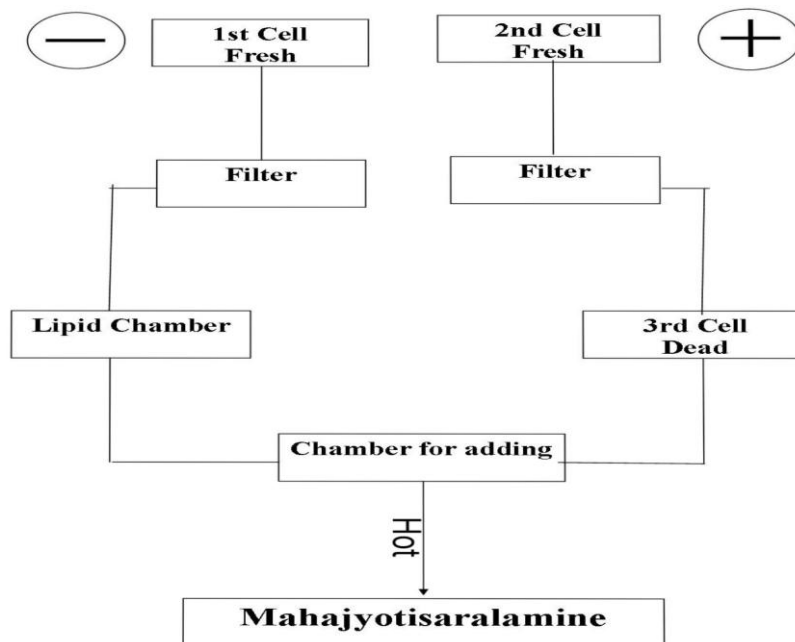 1st Cell
Fresh
2nd Cell
Fresh
Filter
Filter
Lipid Chamber
3rd Cell
Dead
Chamber for adding
Hot
Mahajyotisaralamine